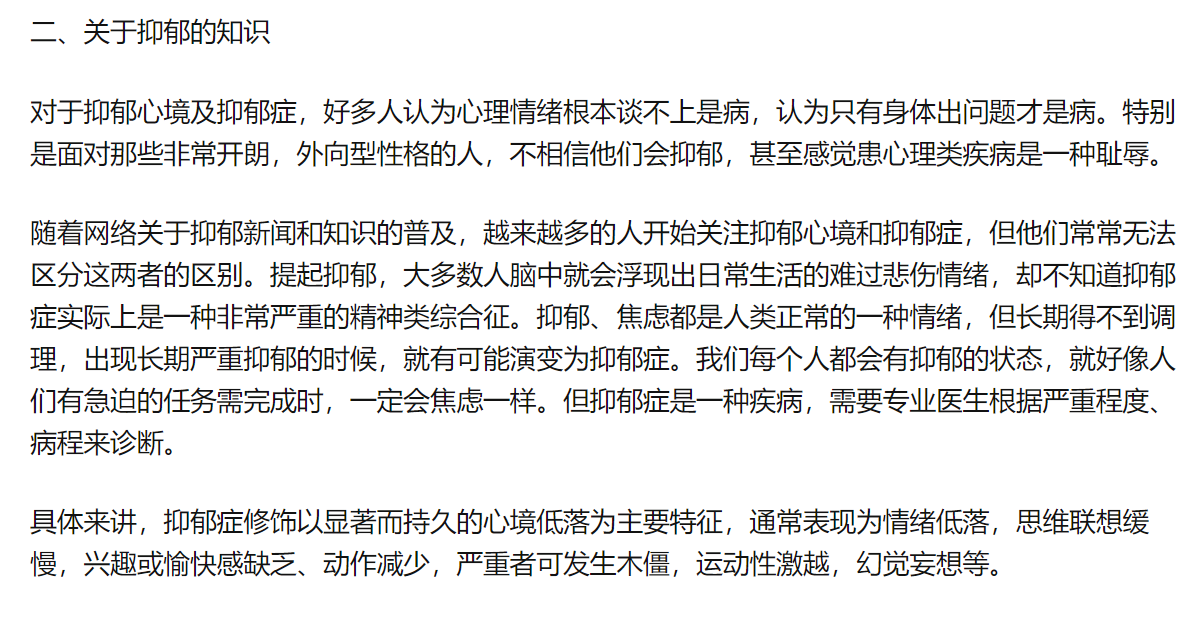 二、关于抑郁的知识
对于抑郁心境及抑郁症，好多人认为心理情绪根本谈不上是病，认为只有身体出问题才是病。特别
是面对那些非常开朗，外向型性格的人，不相信他们会抑郁，甚至感觉患心理类疾病是一种耻辱。
随着网络关于抑郁新闻和知识的普及，越来越多的人开始关注抑郁心境和抑郁症，但他们常常无法
区分这两者的区别。提起抑郁，大多数人脑中就会浮现出日常生活的难过悲伤情绪，却不知道抑郁
症实际上是一种非常严重的精神类综合征。抑郁、焦虑都是人类正常的一种情绪，但长期得不到调
理，出现长期严重抑郁的时候，就有可能演变为抑郁症。我们每个人都会有抑郁的状态，就好像人
们有急迫的任务需完成时，一定会焦虑一样。但抑郁症是一种疾病，需要专业医生根据严重程度、
病程来诊断。
具体来讲，抑郁症修饰以显著而持久的心境低落为主要特征，通常表现为情绪低落，思维联想缓
慢，兴趣或愉快感缺乏、动作减少，严重者可发生木僵，运动性激越，幻觉妄想等。